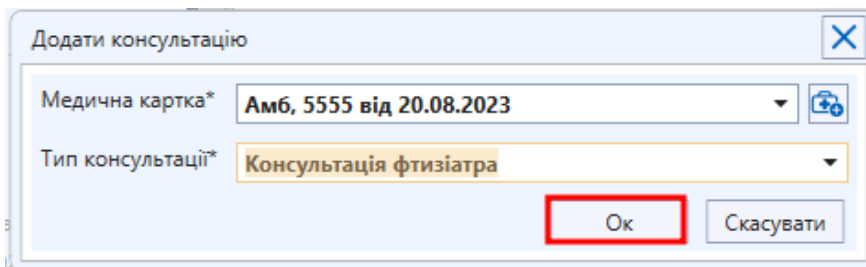 Додати консультацію
Медична картка* Амб, 5555 від 20.08.2023
Тип консультації* Консультація фтизіатра
Ок Скасувати